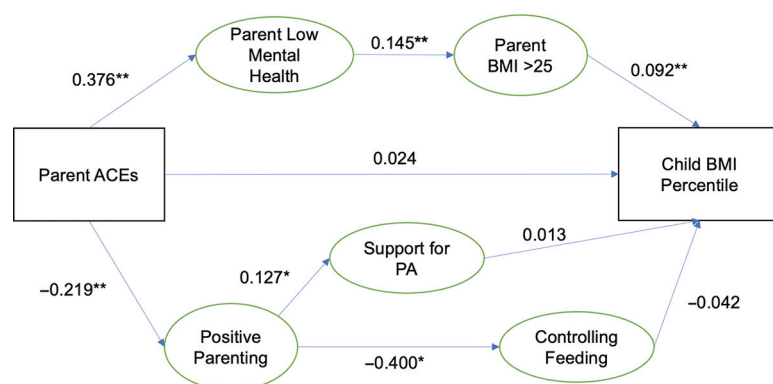 Parent Low
Mental
Health
0.145**
Parent
BMI >25
0.376**
0.092**
Parent ACEs
0.024
Child BMI
Percentile
Support for
PA
0.013
−0.219**
0.127*
−0.042
Positive
Parenting
−0.400*
Controlling
Feeding